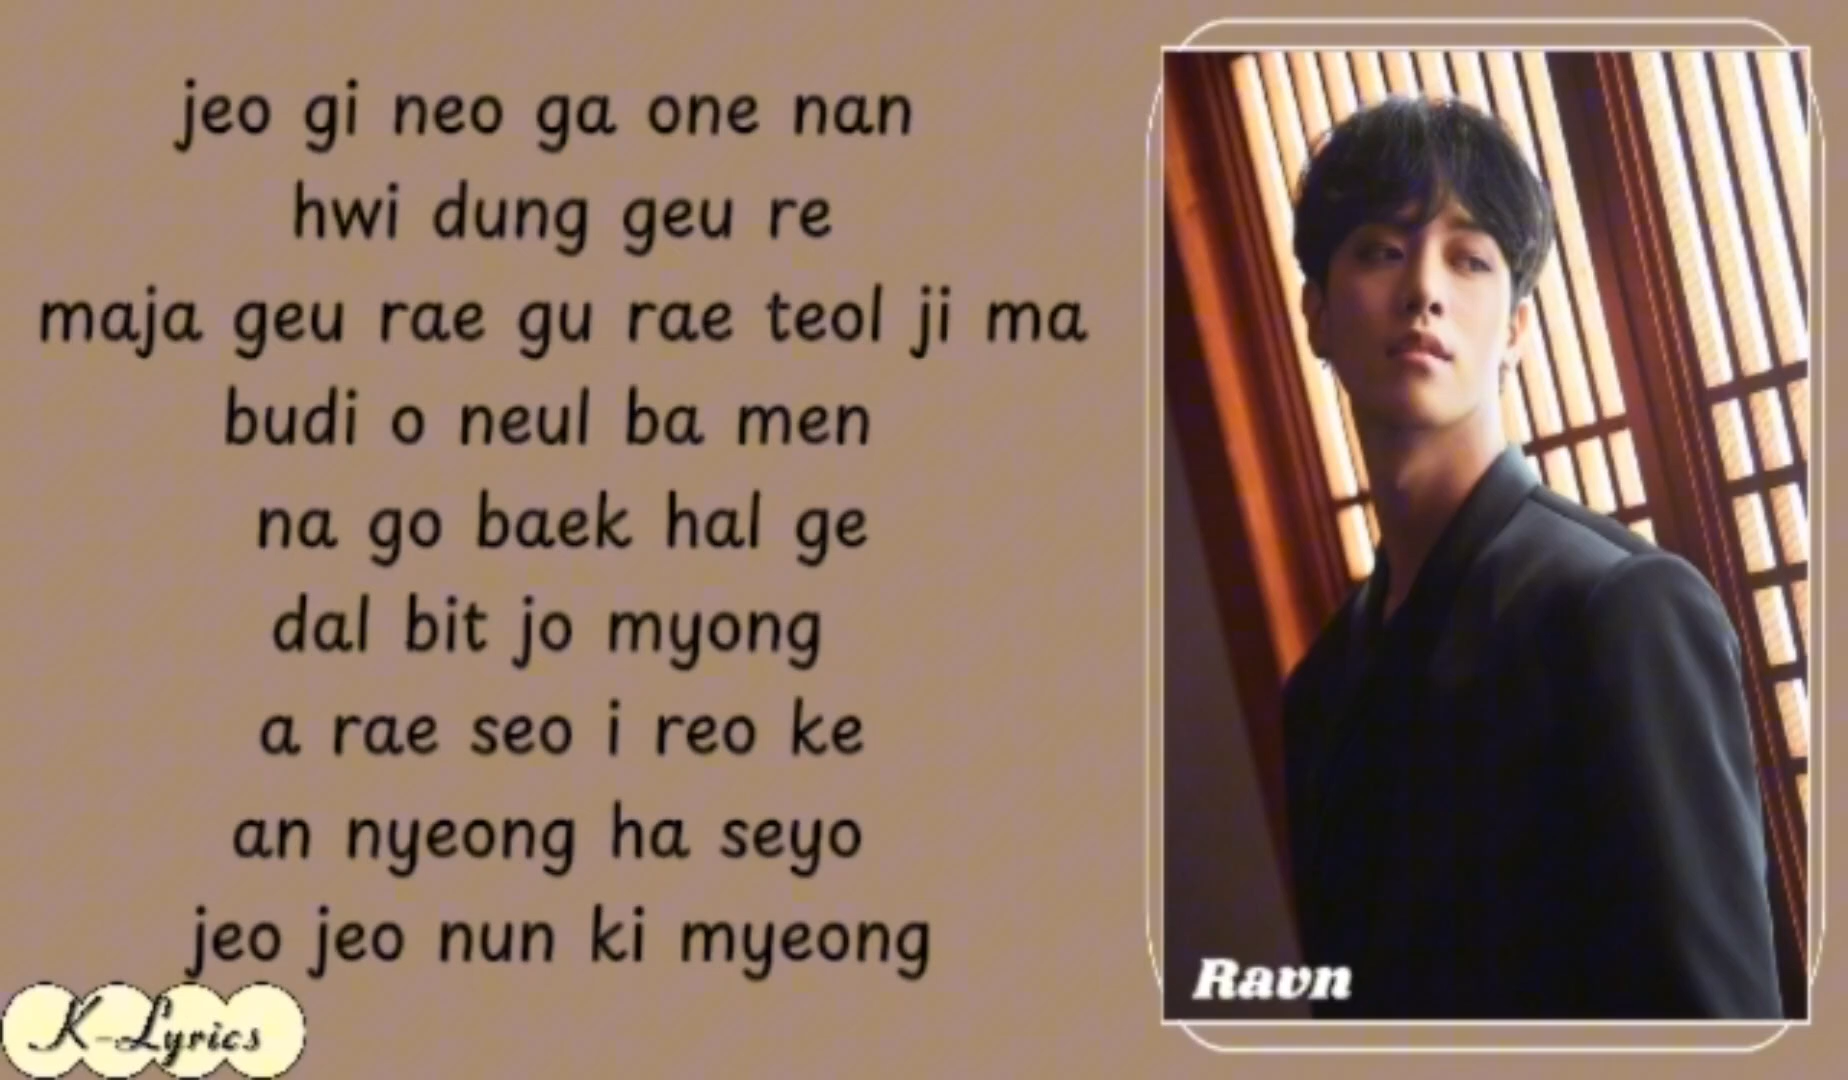 jeo gi neo ga one nan
hwi dung geu re
maja geu rae gu rae teol ji ma
budi o neul ba men
na go baek hal ge
dal bit jo myong
a rae seo i reo ke
an nyeong ha seyo
jeo jeo nun ki myeong
Ravn
K-Lyrics